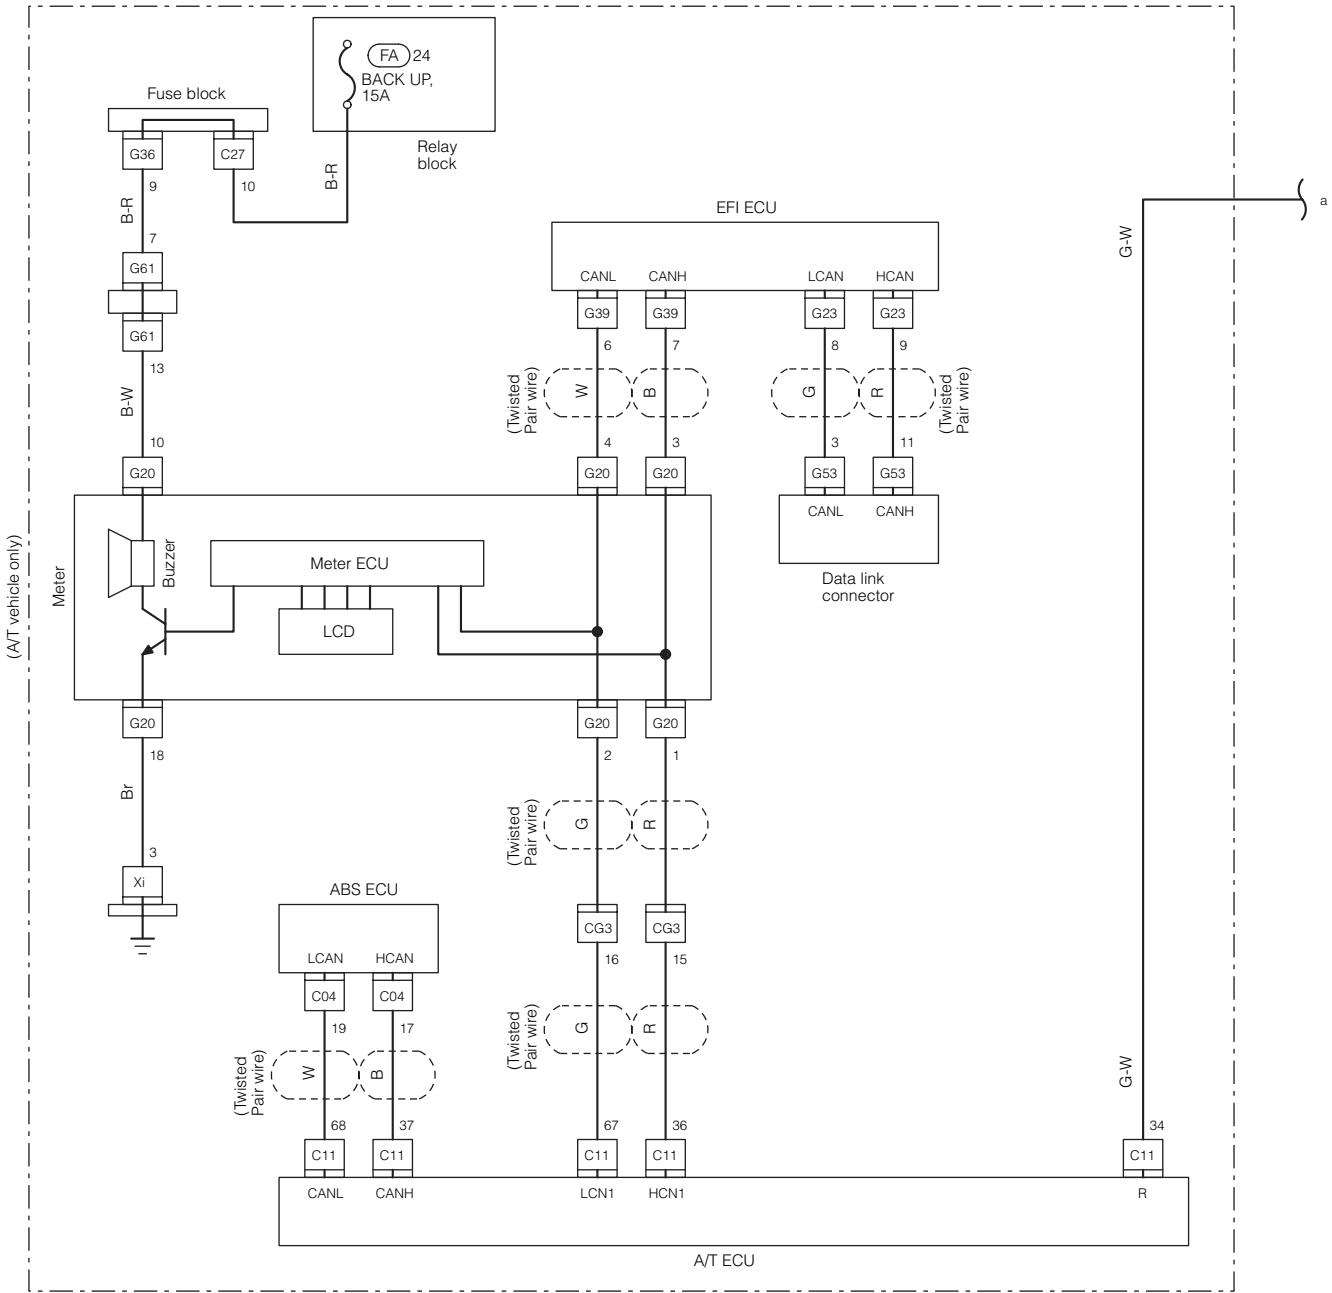 FA 24
BACK UP,
15A
Fuse block
Relay
block
G36
C27
9
10
B-R
B-R
7
G61
G61
13
B-W
10
G20
a
G-W
EFI ECU
CANL
CANH
LCAN
HCAN
G39
G39
G23
G23
6
7
8
9
(Twisted
Pair wire)
W
B
G
R
(Twisted
Pair wire)
4
3
3
11
G20
G20
G53
G53
CANL
CANH
Data link
connector
(A/T vehicle only)
Meter
Buzzer
Meter ECU
LCD
G20
G20
G20
18
2
1
Br
(Twisted
Pair wire)
G
R
3
Xi
ABS ECU
LCAN
HCAN
C04
C04
19
17
CG3
CG3
16
15
(Twisted
Pair wire)
G
R
(Twisted
Pair wire)
W
B
G-W
68
37
67
36
34
C11
C11
C11
C11
C11
CANL
CANH
LCN1
HCN1
R
A/T ECU